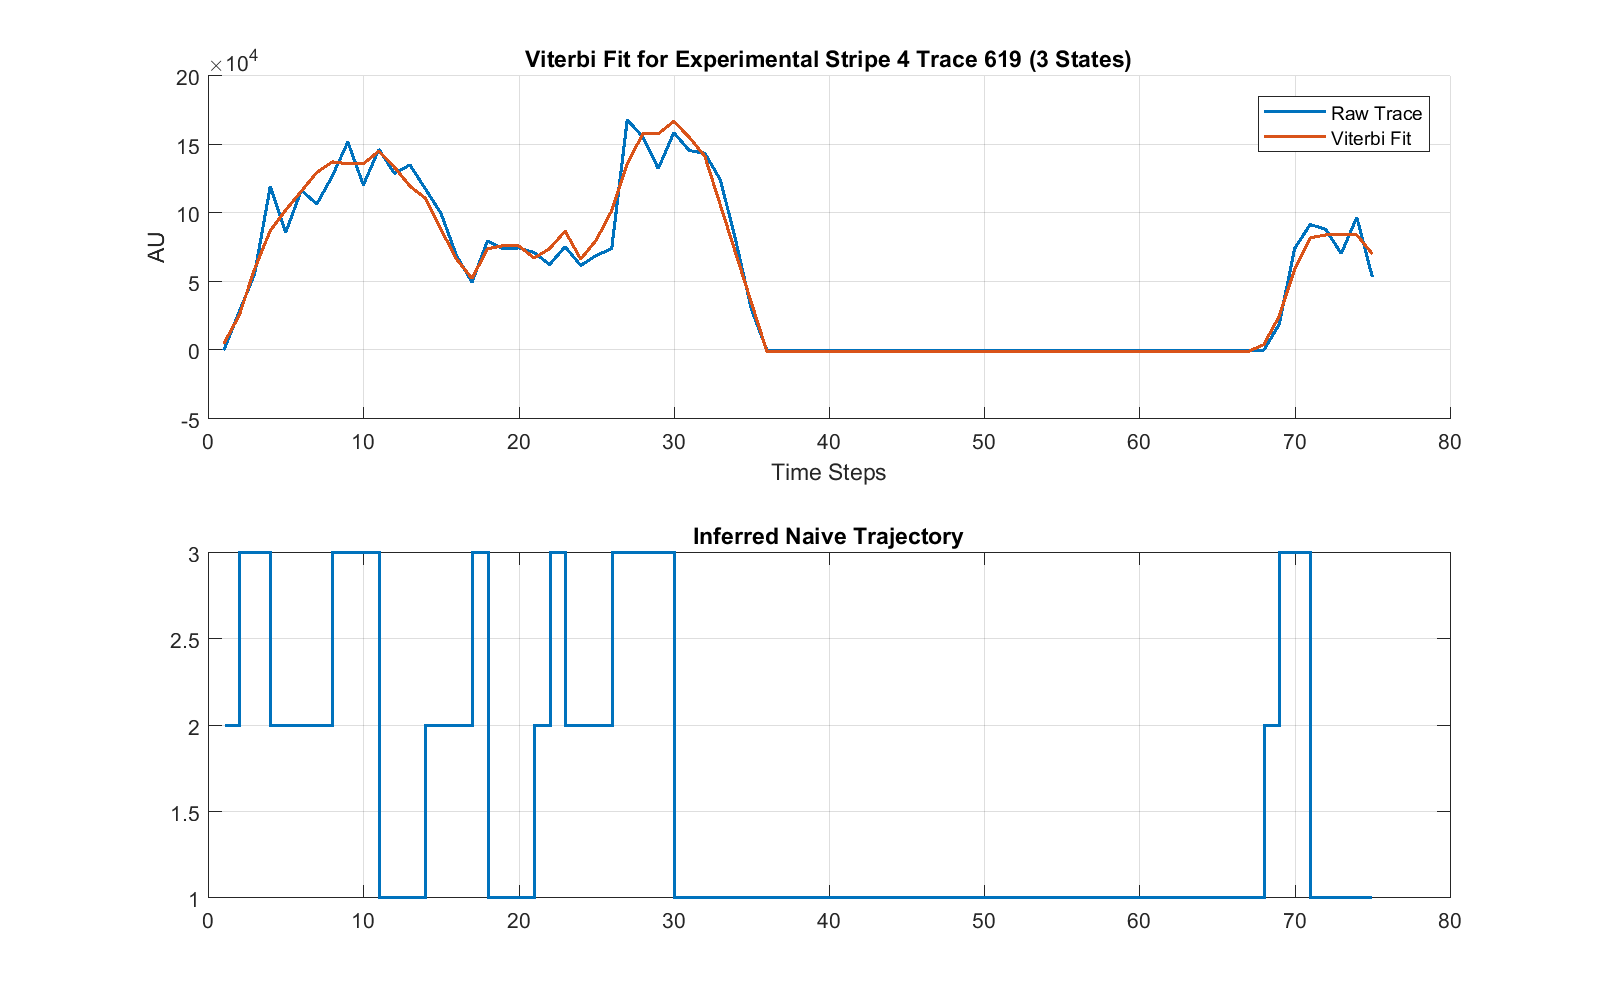 Viterbi Fit for Experimental Stripe 4 Trace 619 (3 States)
×10⁴
20
15
10
5
0
-5
AU
Raw Trace
Viterbi Fit
0 10 20 30 40 50 60 70 80
Time Steps
Inferred Naive Trajectory
3
2.5
2
1.5
1
0 10 20 30 40 50 60 70 80